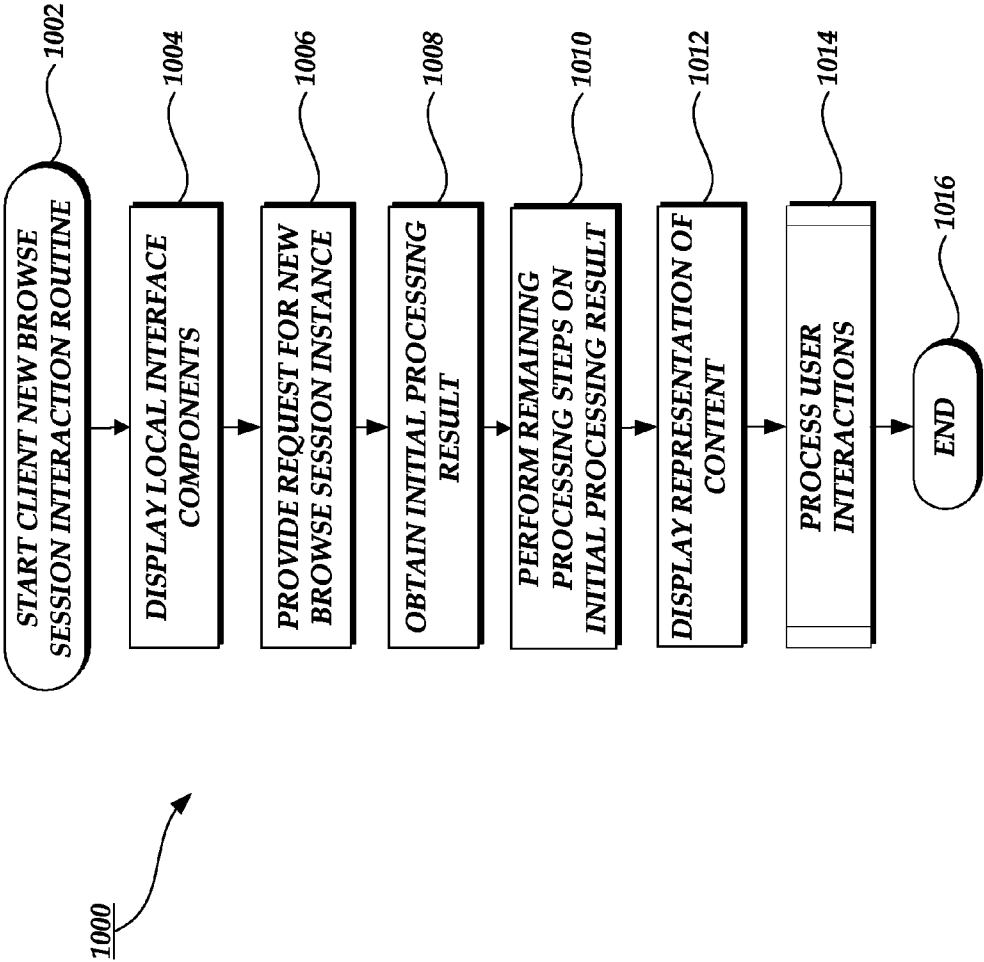 1000
START CLIENT NEW BROWSE
SESSION INTERACTION ROUTINE
1002
DISPLAY LOCAL INTERFACE
COMPONENTS
1004
PROVIDE REQUEST FOR NEW
BROWSE SESSION INSTANCE
1006
OBTAIN INITIAL PROCESSING
RESULT
1008
PERFORM REMAINING
PROCESSING STEPS ON
INITIAL PROCESSING RESULT
1010
DISPLAY REPRESENTATION OF
CONTENT
1012
PROCESS USER
INTERACTIONS
1014
END
1016